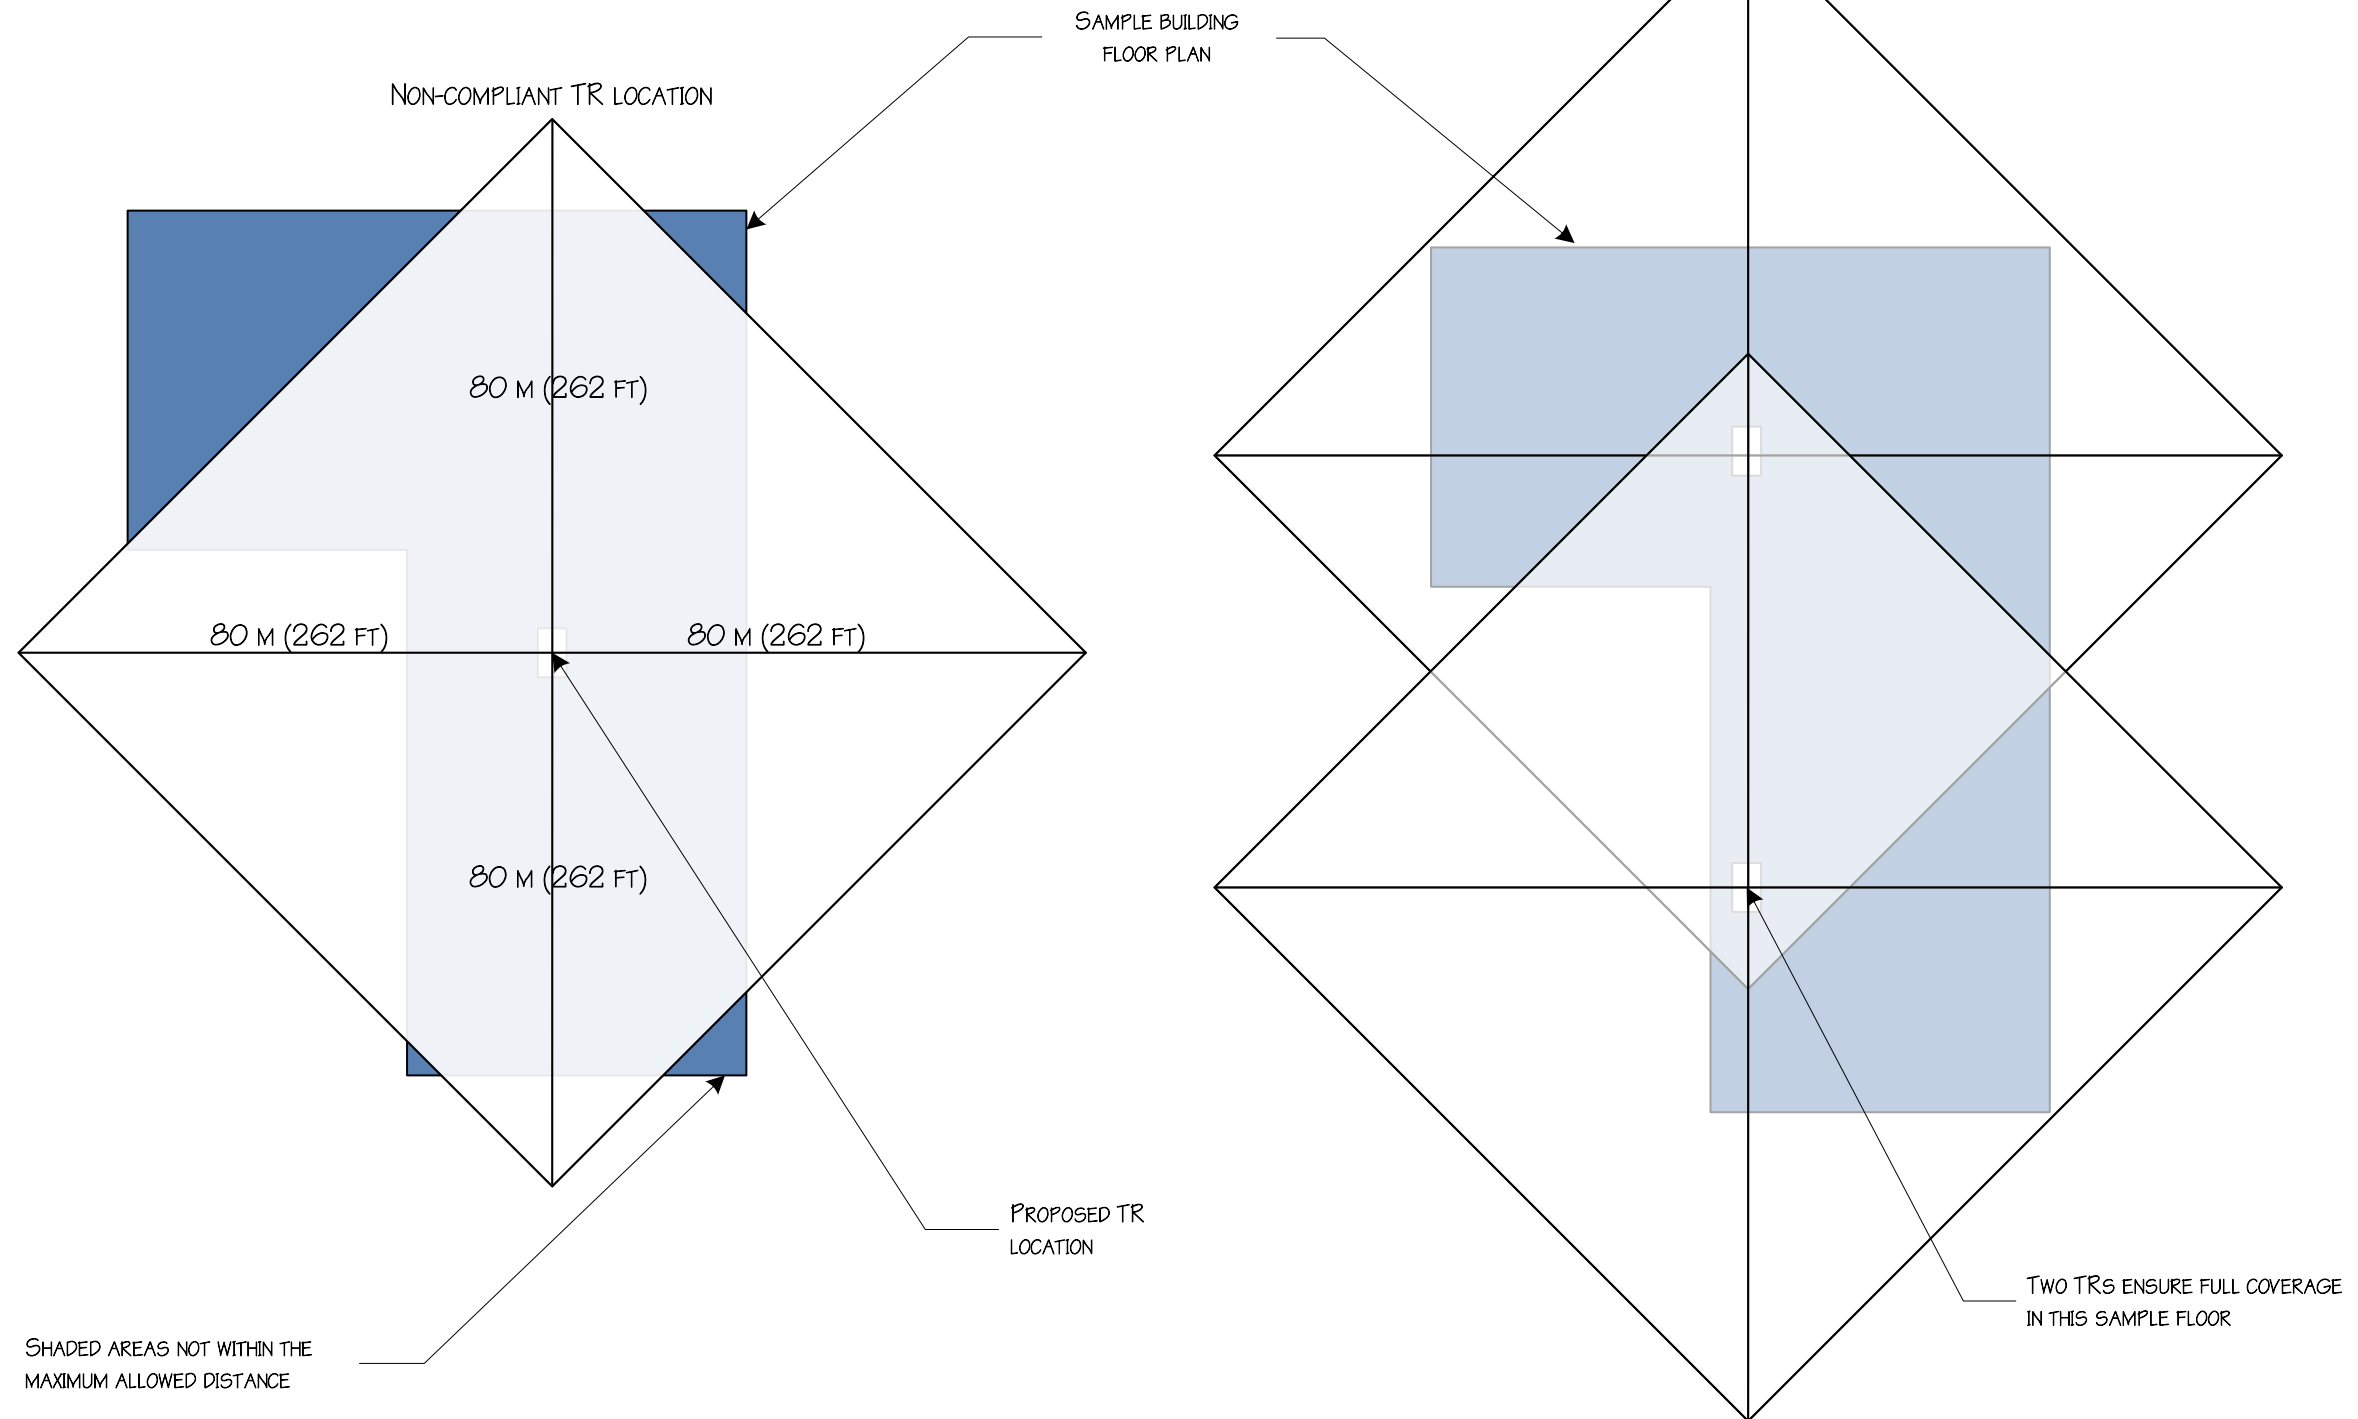 Sample building
floor plan
Non-compliant TR location
80 m (262 ft)
80 m (262 ft)
80 m (262 ft)
80 m (262 ft)
Proposed TR
location
Two TRs ensure full coverage
in this sample floor
Shaded areas not within the
maximum allowed distance